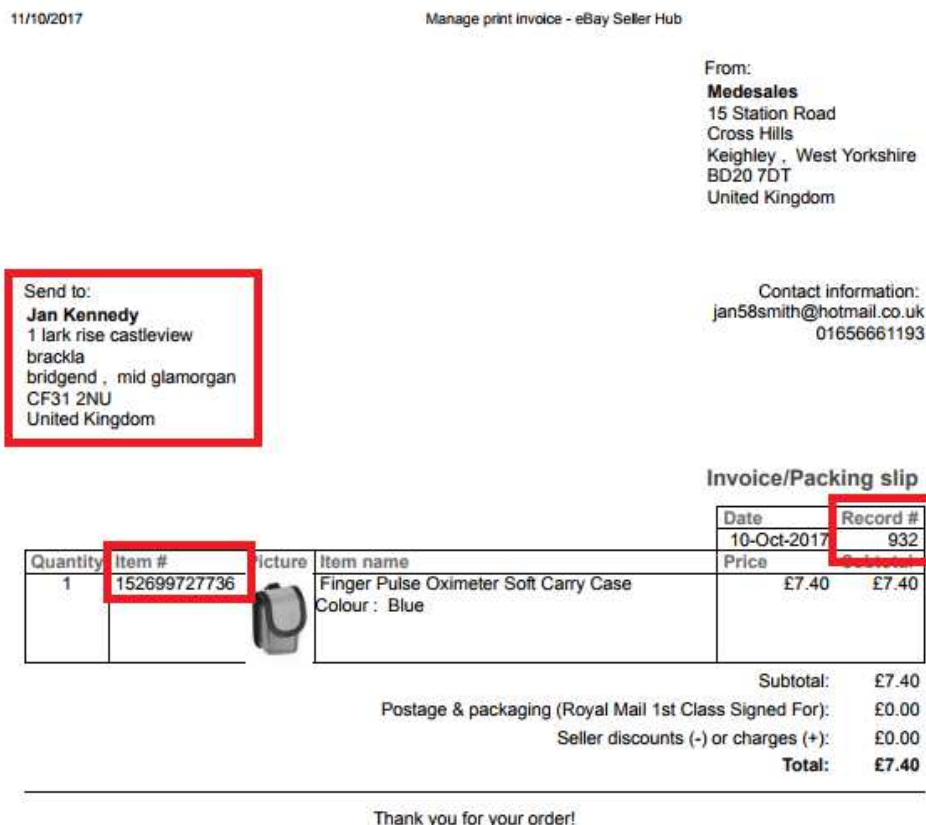 11/10/2017 Manage print invoice - eBay Seller Hub
From:
Medesales
15 Station Road
Cross Hills
Keighley , West Yorkshire
BD20 7DT
United Kingdom
Send to:
Jan Kennedy
1 lark rise castleview
brackla
bridgend , mid glamorgan
CF31 2NU
United Kingdom
Contact information:
jan58smith@hotmail.co.uk
01656661193
Invoice/Packing slip
Date Record #
10-Oct-2017 932
Quantity Item # Picture Item name Price Subtotal
1 152699727736 Finger Pulse Oximeter Soft Carry Case £7.40 £7.40
Colour : Blue
Subtotal: £7.40
Postage & packaging (Royal Mail 1st Class Signed For): £0.00
Seller discounts (-) or charges (+): £0.00
Total: £7.40
Thank you for your order!